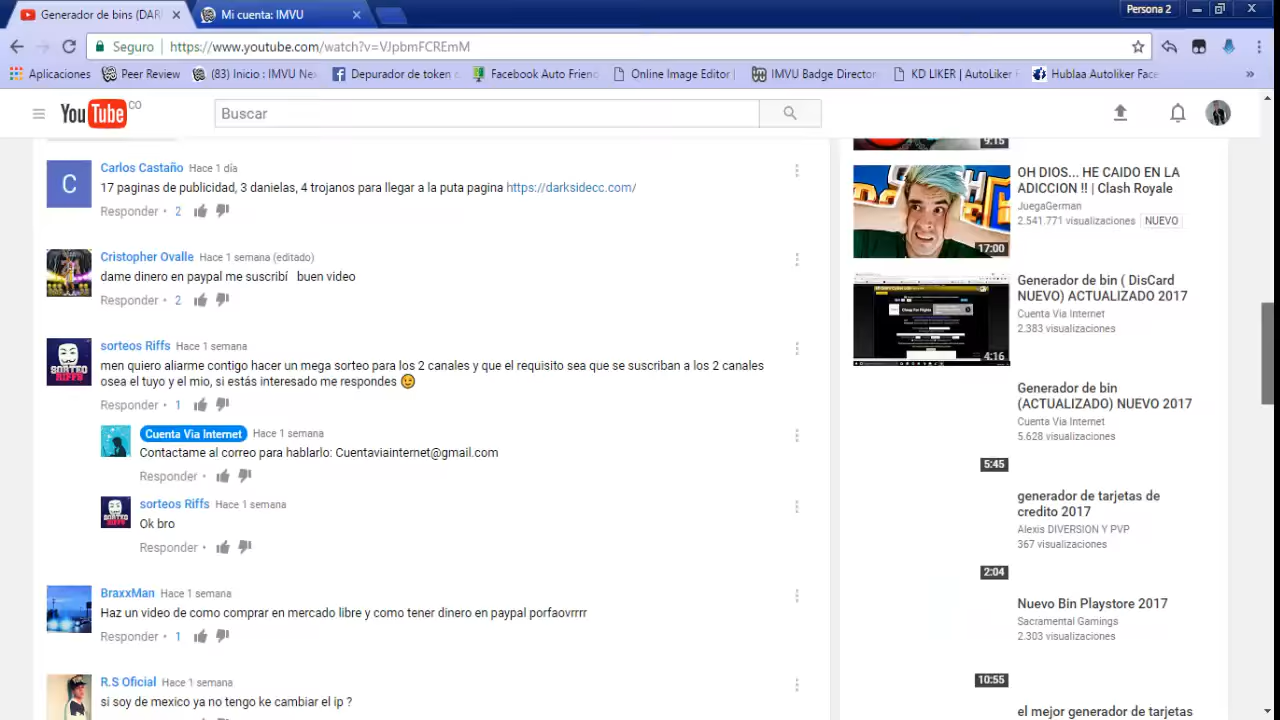 Generador de bins (DAR
Mi cuenta: IMVU
Persona 2
Seguro
https://www.youtube.com/watch?v=VJpbmFCREmM
Aplicaciones
Peer Review
(83) Inicio : IMVU Nex
Depurador de token c
Facebook Auto Frienc
Online Image Editor
IMVU Badge Director
KD LIKER | AutoLiker F
Hublaa Autoliker Face
»
YouTube CO
Buscar
Carlos Castaño Hace 1 día
17 paginas de publicidad, 3 danielas, 4 trojanos para llegar a la puta pagina https://darksidecc.com/
Responder • 2
Cristopher Ovalle Hace 1 semana (editado)
dame dinero en paypal me suscribí buen video
Responder • 2
SORTEO
RIFFS
sorteos Riffs Hace 1 semana
men quieren aliarme contigo hacer un mega sorteo para los 2 canales y que el requisito sea que se suscriban a los 2 canales
osea el tuyo y el mio, si estás interesado me respondes 😉
Responder • 1
Cuenta Via Internet Hace 1 semana
Contactame al correo para hablarlo: Cuentaviainternet@gmail.com
Responder •
sorteos Riffs Hace 1 semana
Ok bro
Responder •
BraxxMan Hace 1 semana
Haz un video de como comprar en mercado libre y como tener dinero en paypal porfaovrrrr
Responder • 1
R.S Oficial Hace 1 semana
si soy de mexico ya no tengo ke cambiar el ip ?
9:15
OH DIOS... HE CAIDO EN LA
ADICCION !! | Clash Royale
JuegaGerman
2.541.771 visualizaciones NUEVO
17:00
Generador de bin ( DisCard
NUEVO) ACTUALIZADO 2017
Cuenta Via Internet
2.383 visualizaciones
4:16
Generador de bin
(ACTUALIZADO) NUEVO 2017
Cuenta Via Internet
5.628 visualizaciones
5:45
generador de tarjetas de
credito 2017
Alexis DIVERSION Y PVP
367 visualizaciones
2:04
Nuevo Bin Playstore 2017
Sacramental Gamings
2.303 visualizaciones
10:55
el mejor generador de tarjetas